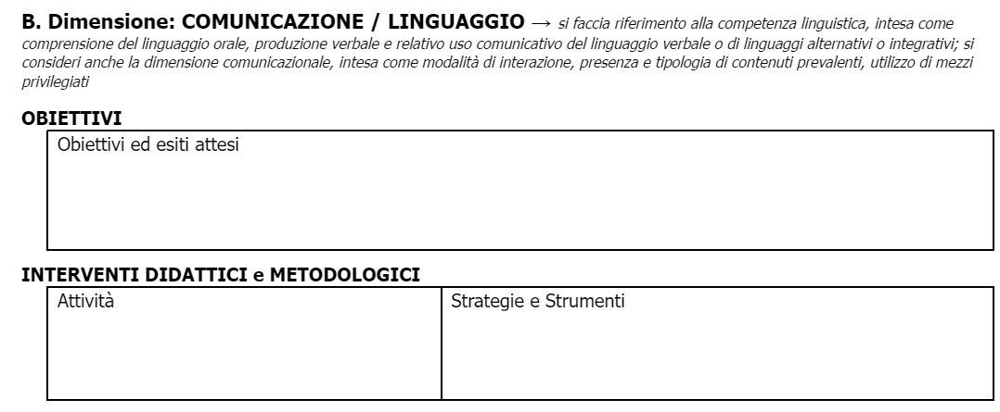 B. Dimensione: COMUNICAZIONE / LINGUAGGIO → si faccia riferimento alla competenza linguistica, intesa come
comprensione del linguaggio orale, produzione verbale e relativo uso comunicativo del linguaggio verbale o di linguaggi alternativi o integrativi; si
consideri anche la dimensione comunicazionale, intesa come modalità di interazione, presenza e tipologia di contenuti prevalenti, utilizzo di mezzi
privilegiati
OBIETTIVI
Obiettivi ed esiti attesi
INTERVENTI DIDATTICI e METODOLOGICI
Attività
Strategie e Strumenti